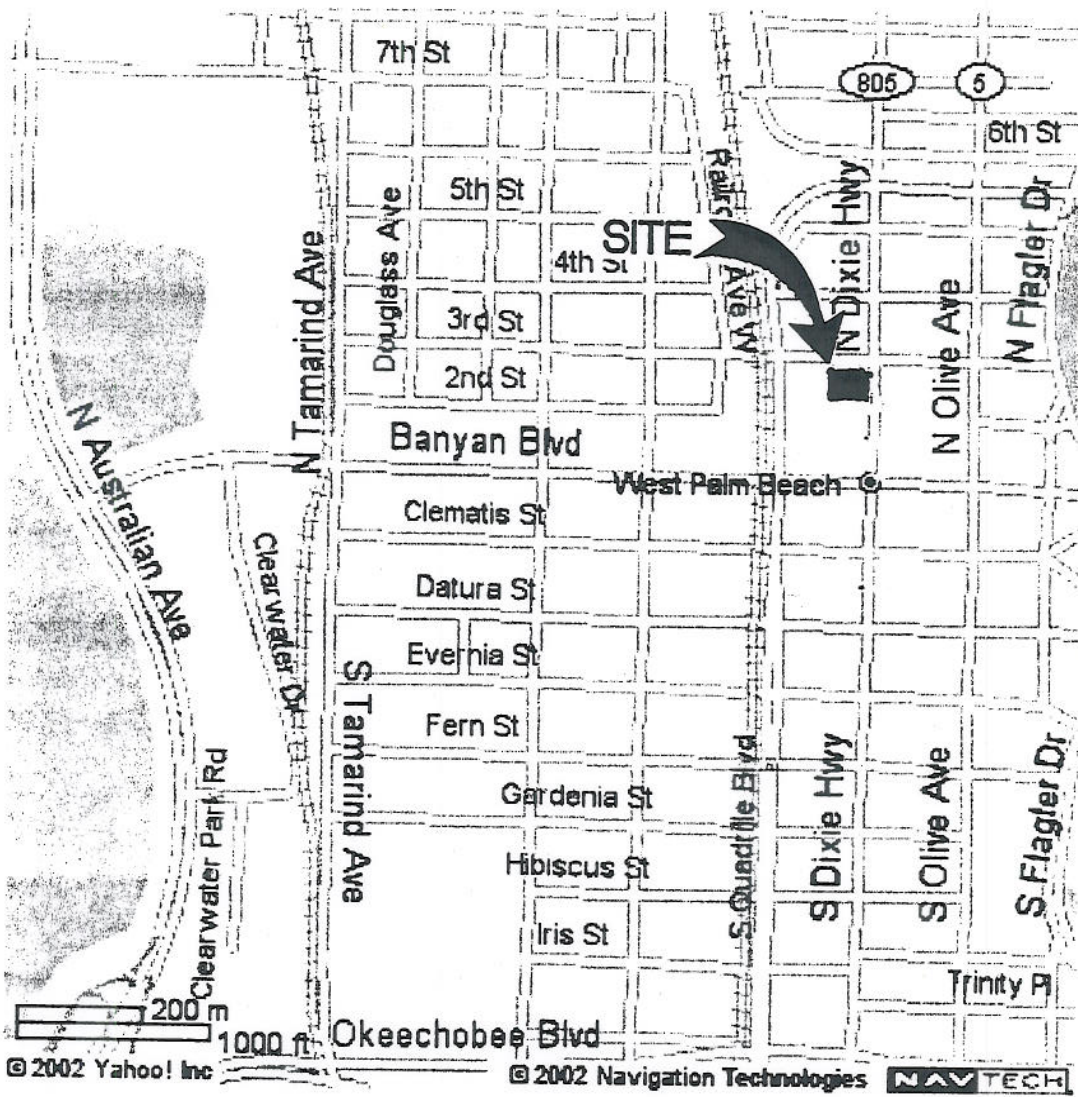 7th St
805
5
6th St
5th St
N Dixie Hwy
N Flagler Dr
Douglass Ave
SITE
4th St
Ave W
N Tamarind Ave
3rd St
N Olive Ave
2nd St
N Australian Ave
Banyan Blvd
West Palm Beach
Clematis St
Clearwater Dr
Datura St
Evernia St
S Tamarind Ave
Fern St
Clearwater Park Rd
Gardenia St
S Quadrille Blvd
S Dixie Hwy
S Olive Ave
S Flagler Dr
Hibiscus St
Iris St
Trinity Pl
200 m
1000 ft
Okeechobee Blvd
© 2002 Yahoo! Inc
© 2002 Navigation Technologies
NAVTECH